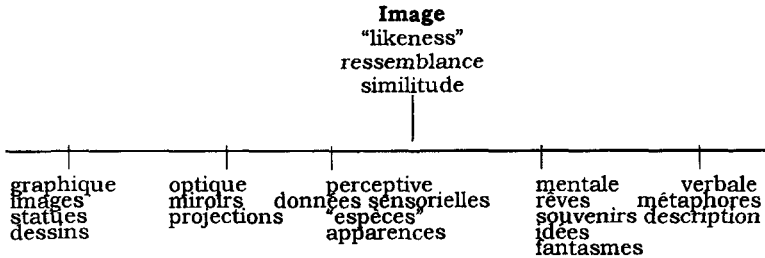 Image
“likeness”
ressemblance
similitude
graphique
images
statues
dessins
optique
miroirs
projections
perceptive
données sensorielles
“espèces”
apparences
mentale
rêves
souvenirs
idées
fantasmes
verbale
métaphores
description